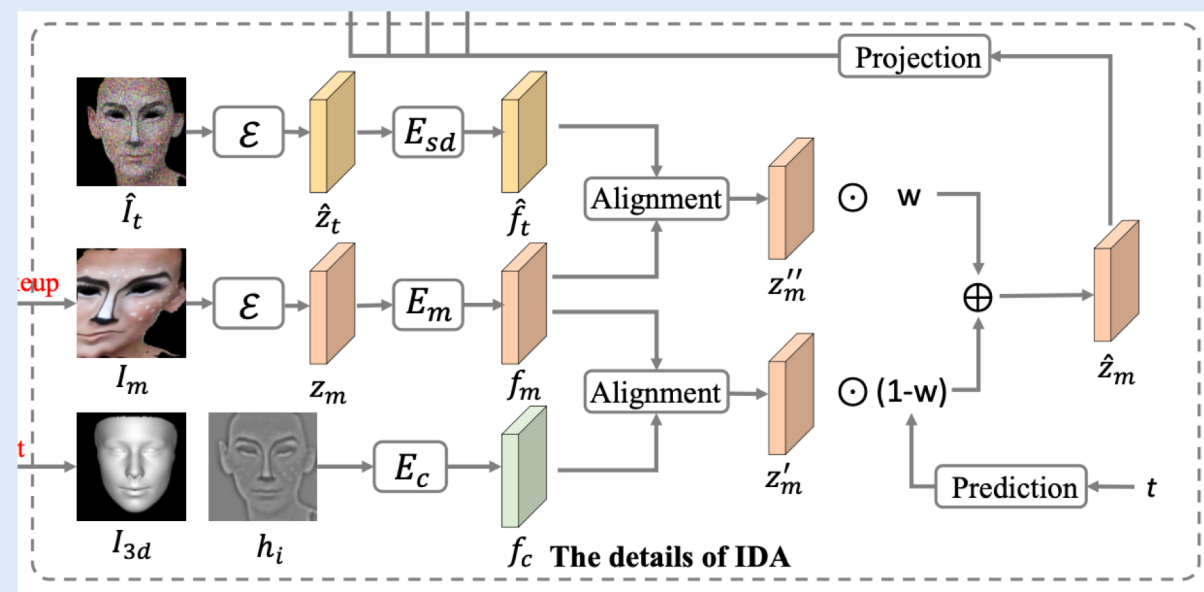 Projection
ℰ
E_sd
Î_t
ẑ_t
f̂_t
Alignment
z''_m
⊙ w
eup
ℰ
E_m
⊕
I_m
z_m
f_m
ẑ_m
Alignment
z'_m
⊙ (1-w)
t
E_c
Prediction
t
I_3d
h_i
f_c
The details of IDA